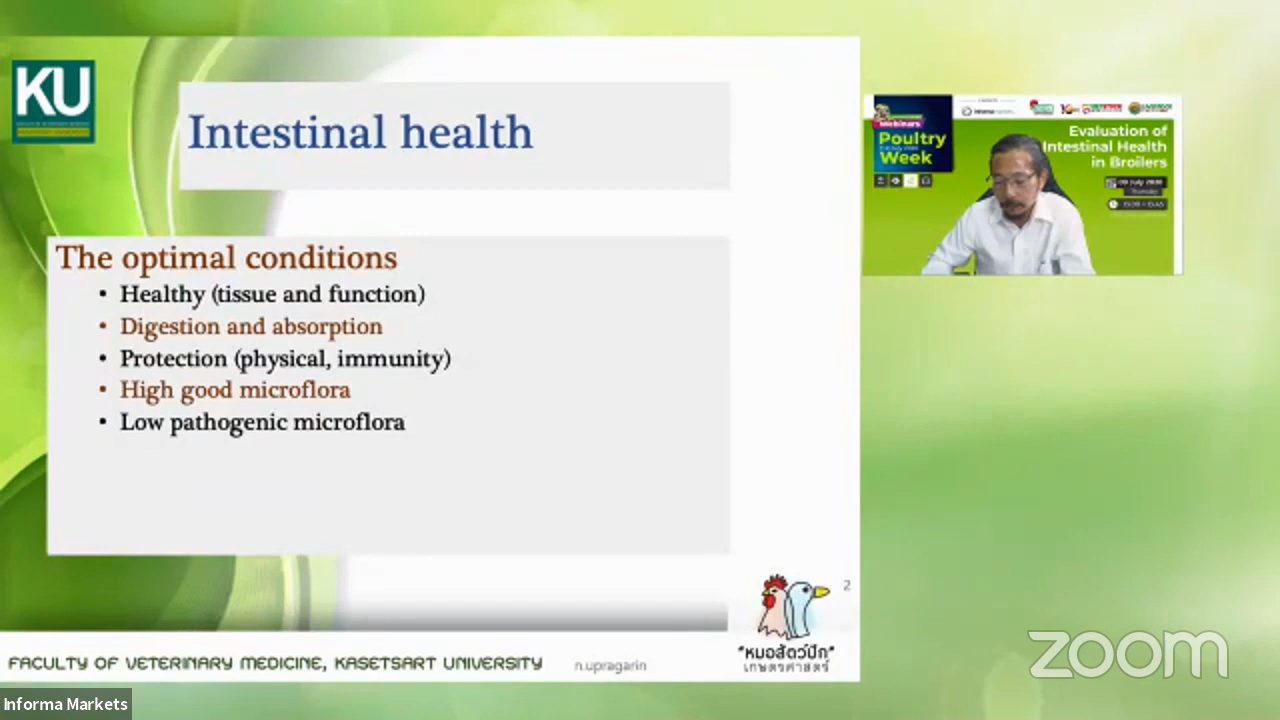 KU
Intestinal health
The optimal conditions
• Healthy (tissue and function)
• Digestion and absorption
• Protection (physical, immunity)
• High good microflora
• Low pathogenic microflora
2
"หมอสัตว์ปีก"
เกษตรศาสตร์
FACULTY OF VETERINARY MEDICINE, KASETSART UNIVERSITY
n.upragarin
Webinars
Poultry
Week
Evaluation of
Intestinal Health
in Broilers
Thursday
zoom
Informa Markets